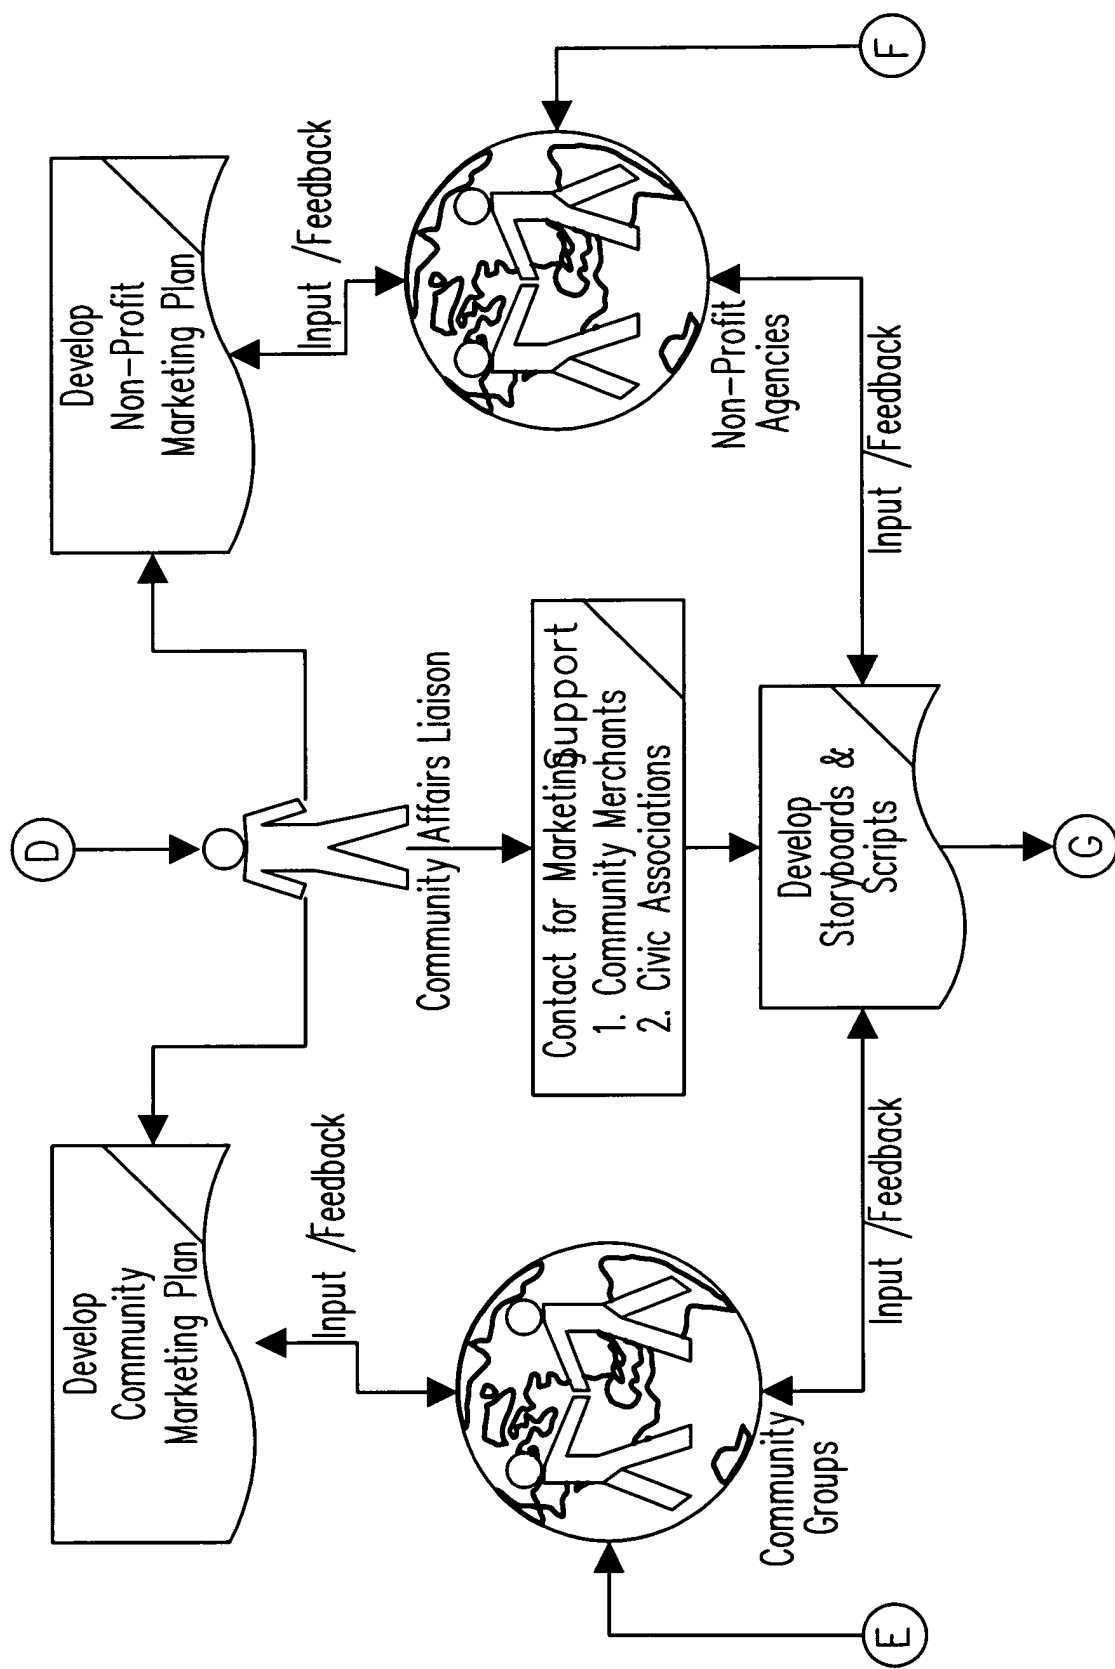 D
Develop
Community
Marketing Plan
Develop
Non-Profit
Marketing Plan
Input /Feedback
Input /Feedback
Community Affairs Liaison
Contact for Marketing Support
1. Community Merchants
2. Civic Associations
Community
Groups
Non-Profit
Agencies
E
F
Input /Feedback
Input /Feedback
Develop
Storyboards &
Scripts
G